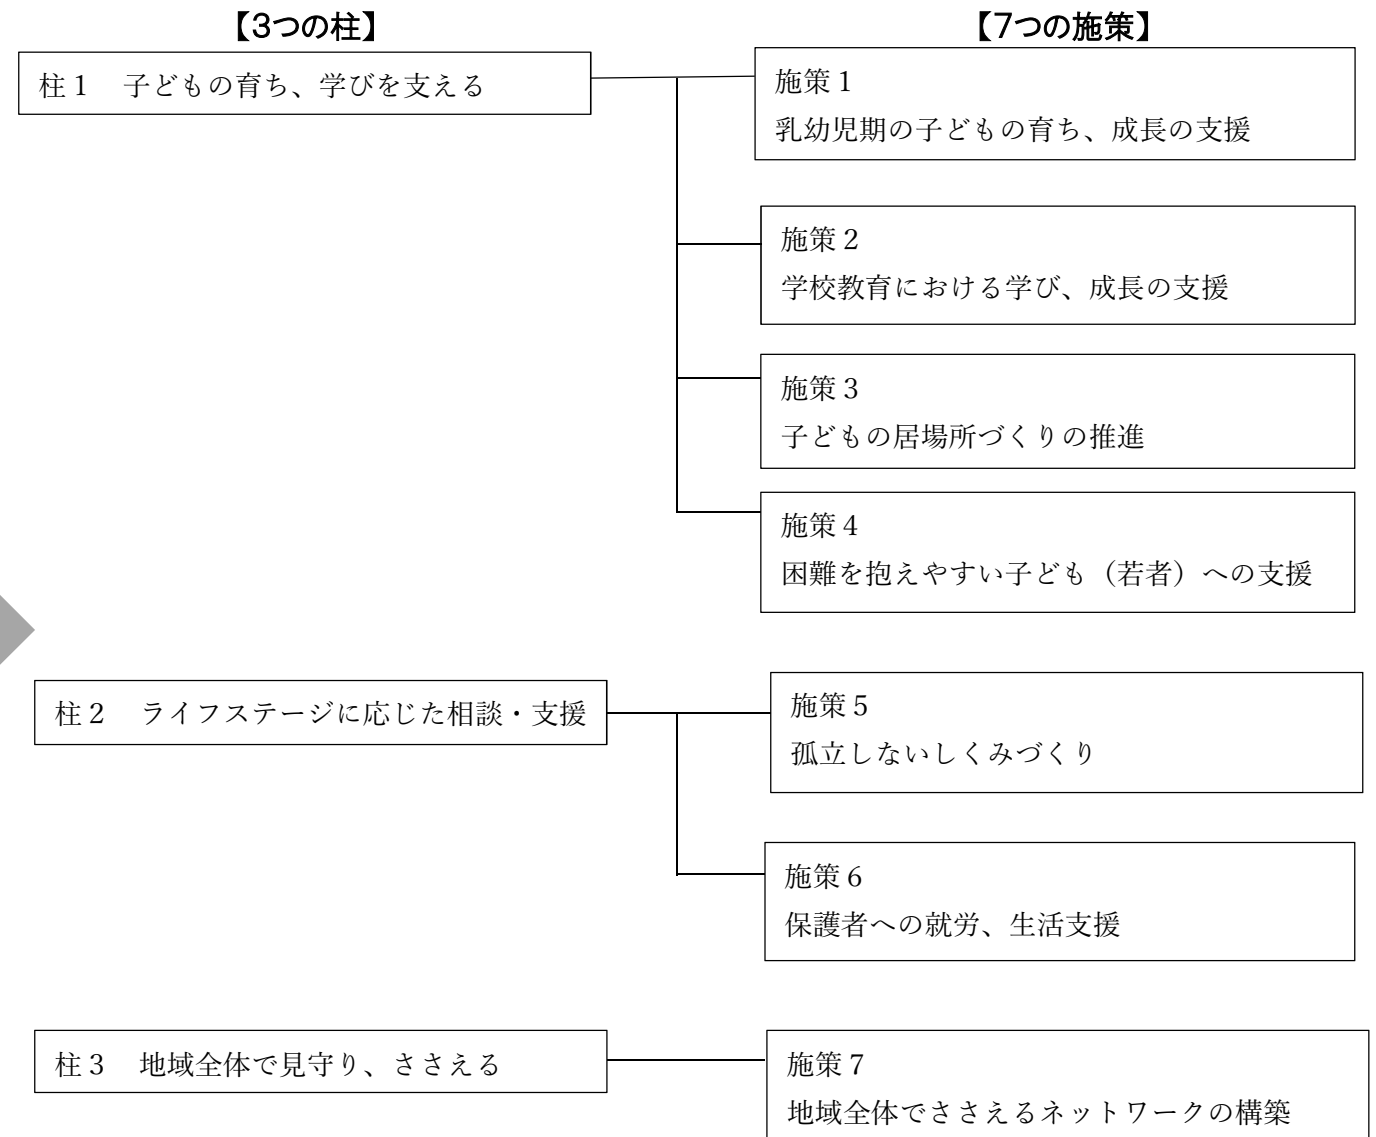 【3つの柱】
【7つの施策】
柱１　子どもの育ち、学びを支える
施策１
乳幼児期の子どもの育ち、成長の支援
施策２
学校教育における学び、成長の支援
施策３
子どもの居場所づくりの推進
施策４
困難を抱えやすい子ども（若者）への支援
柱２　ライフステージに応じた相談・支援
施策５
孤立しないしくみづくり
施策６
保護者への就労、生活支援
柱３　地域全体で見守り、ささえる
施策７
地域全体でささえるネットワークの構築